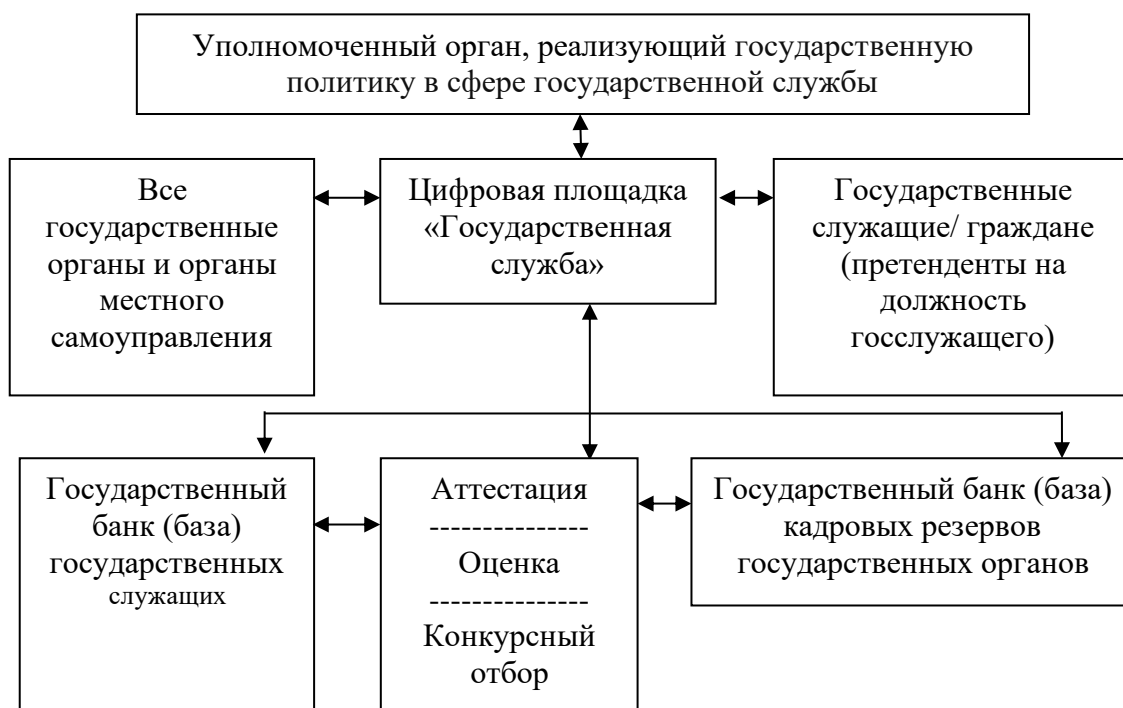 Уполномоченный орган, реализующий государственную
политику в сфере государственной службы
Все
государственные
органы и органы
местного
самоуправления
Цифровая площадка
«Государственная
служба»
Государственные
служащие/ граждане
(претенденты на
должность
госслужащего)
Государственный
банк (база)
государственных
служащих
Аттестация
---------------
Оценка
---------------
Конкурсный
отбор
Государственный банк (база)
кадровых резервов
государственных органов